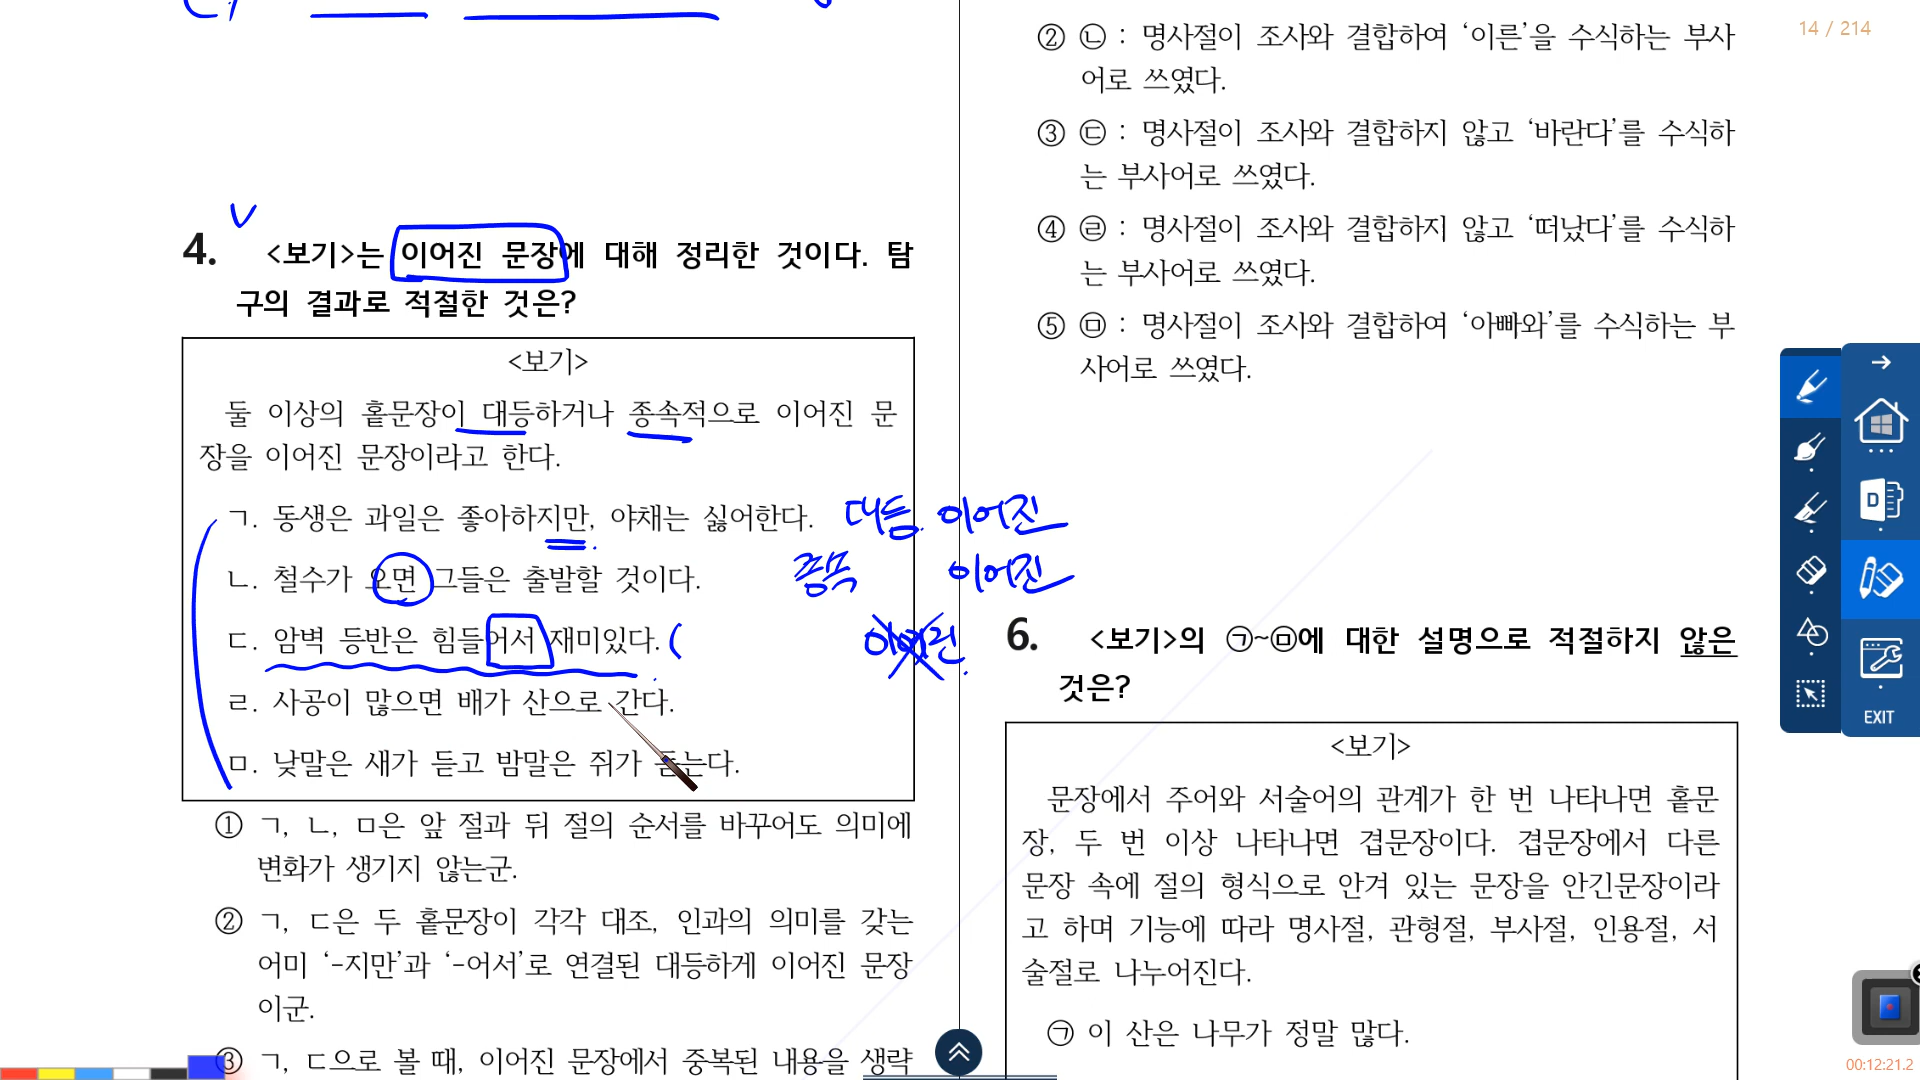 4. <보기>는 이어진 문장에 대해 정리한 것이다. 탐
구의 결과로 적절한 것은?
<보기>
둘 이상의 홑문장이 대등하거나 종속적으로 이어진 문
장을 이어진 문장이라고 한다.
ㄱ. 동생은 과일은 좋아하지만, 야채는 싫어한다. 대등 이어진
ㄴ. 철수가 오면 그들은 출발할 것이다. 종속 이어진
ㄷ. 암벽 등반은 힘들어서 재미있다. ( 이어진
ㄹ. 사공이 많으면 배가 산으로 간다.
ㅁ. 낮말은 새가 듣고 밤말은 쥐가 듣는다.
① ㄱ, ㄴ, ㅁ은 앞 절과 뒤 절의 순서를 바꾸어도 의미에
변화가 생기지 않는군.
② ㄱ, ㄷ은 두 홑문장이 각각 대조, 인과의 의미를 갖는
어미 ‘-지만’과 ‘-어서’로 연결된 대등하게 이어진 문장
이군.
③ ㄱ, ㄷ으로 볼 때, 이어진 문장에서 중복된 내용을 생략
② ㉡ : 명사절이 조사와 결합하여 ‘이른’을 수식하는 부사
어로 쓰였다.
③ ㉢ : 명사절이 조사와 결합하지 않고 ‘바란다’를 수식하
는 부사어로 쓰였다.
④ ㉣ : 명사절이 조사와 결합하지 않고 ‘떠났다’를 수식하
는 부사어로 쓰였다.
⑤ ㉤ : 명사절이 조사와 결합하여 ‘아빠와’를 수식하는 부
사어로 쓰였다.
6. <보기>의 ㉠~㉤에 대한 설명으로 적절하지 않은
것은?
<보기>
문장에서 주어와 서술어의 관계가 한 번 나타나면 홑문
장, 두 번 이상 나타나면 겹문장이다. 겹문장에서 다른
문장 속에 절의 형식으로 안겨 있는 문장을 안긴문장이라
고 하며 기능에 따라 명사절, 관형절, 부사절, 인용절, 서
술절로 나누어진다.
㉠ 이 산은 나무가 정말 많다.
14 / 214
D
EXIT
00:12:21.2